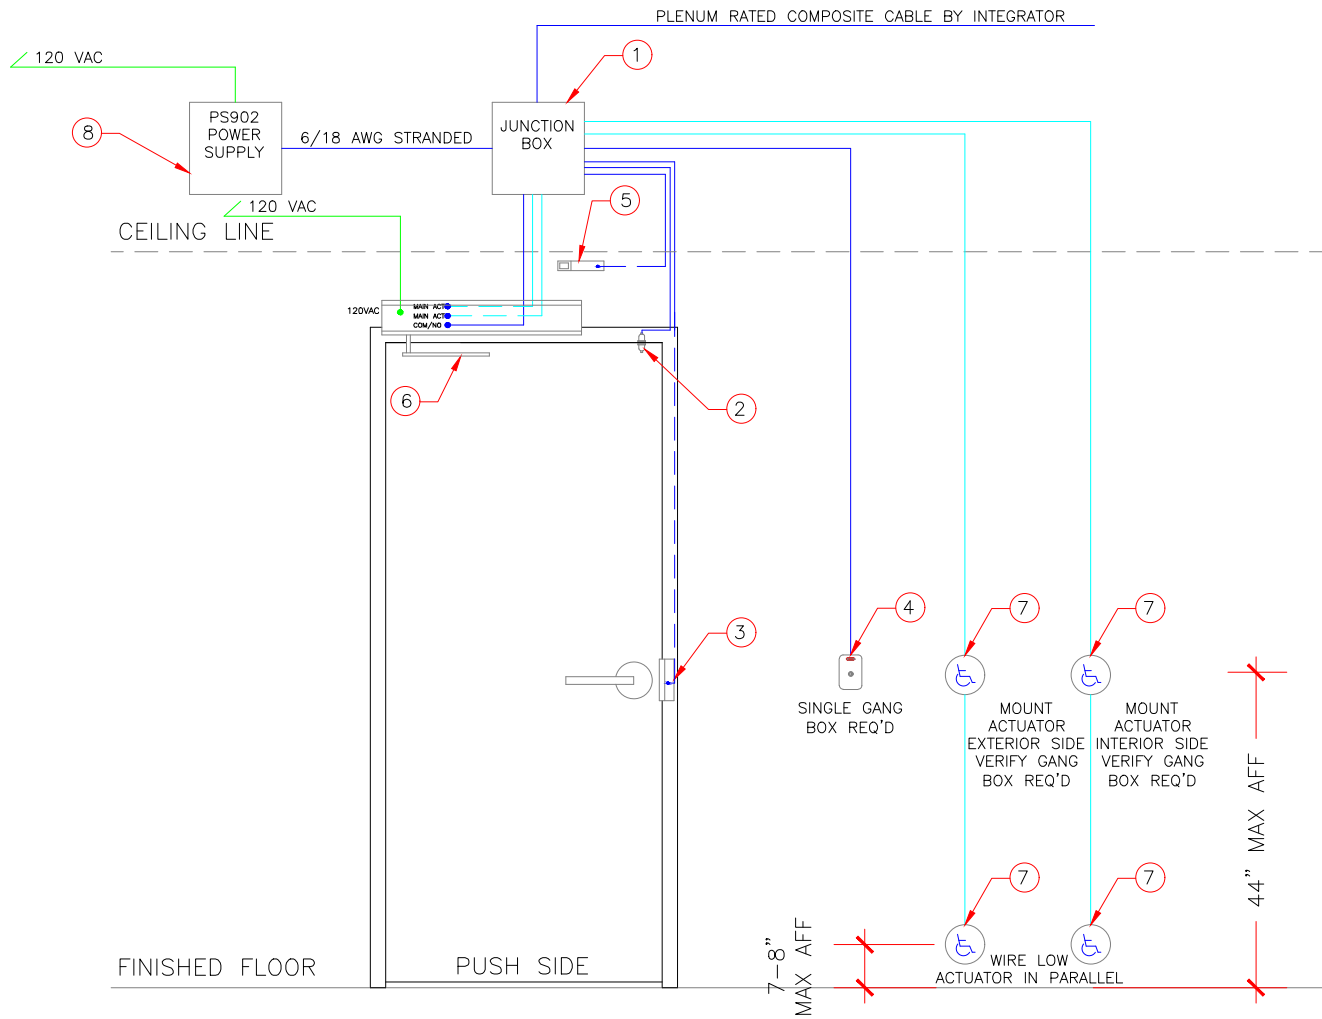 PLENUM RATED COMPOSITE CABLE BY INTEGRATOR
120 VAC
1
PS902
POWER
SUPPLY
8
6/18 AWG STRANDED
JUNCTION
BOX
120 VAC
5
CEILING LINE
120VAC
MAIN ACT
MAIN ACT
COM/NO
6
2
4
7
7
3
SINGLE GANG
BOX REQ'D
MOUNT
ACTUATOR
EXTERIOR SIDE
VERIFY GANG
BOX REQ'D
MOUNT
ACTUATOR
INTERIOR SIDE
VERIFY GANG
BOX REQ'D
44" MAX AFF
7
7
7-8"
MAX AFF
WIRE LOW
ACTUATOR IN PARALLEL
FINISHED FLOOR
PUSH SIDE